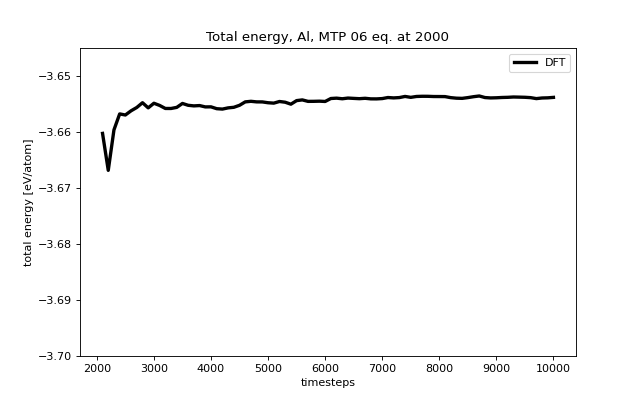 Total energy, Al, MTP 06 eq. at 2000
DFT
total energy [eV/atom]
−3.65
−3.66
−3.67
−3.68
−3.69
−3.70
2000 3000 4000 5000 6000 7000 8000 9000 10000
timesteps